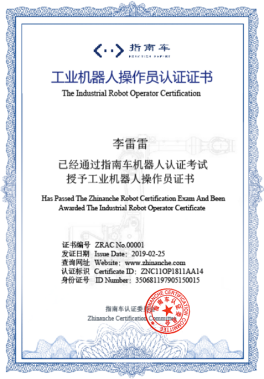 指南车
工业机器人操作员认证证书
The Industrial Robot Operator Certification
李雷雷
已经通过指南车机器人认证考试
授予工业机器人操作员证书
Has Passed The Zhinanche Robot Certification Exam And Been
Awarded The Industrial Robot Operator Certificate
证书编号 ZRAC No.00001
发证日期 Issue Date：2019-02-25
查询网址 Website：www.zhinanche.com
认证标识 Certificate ID：ZNC11OP1811AA14
身份证号 ID Number：350681197905150015
指南车认证委
Zhinanche Certification Committee